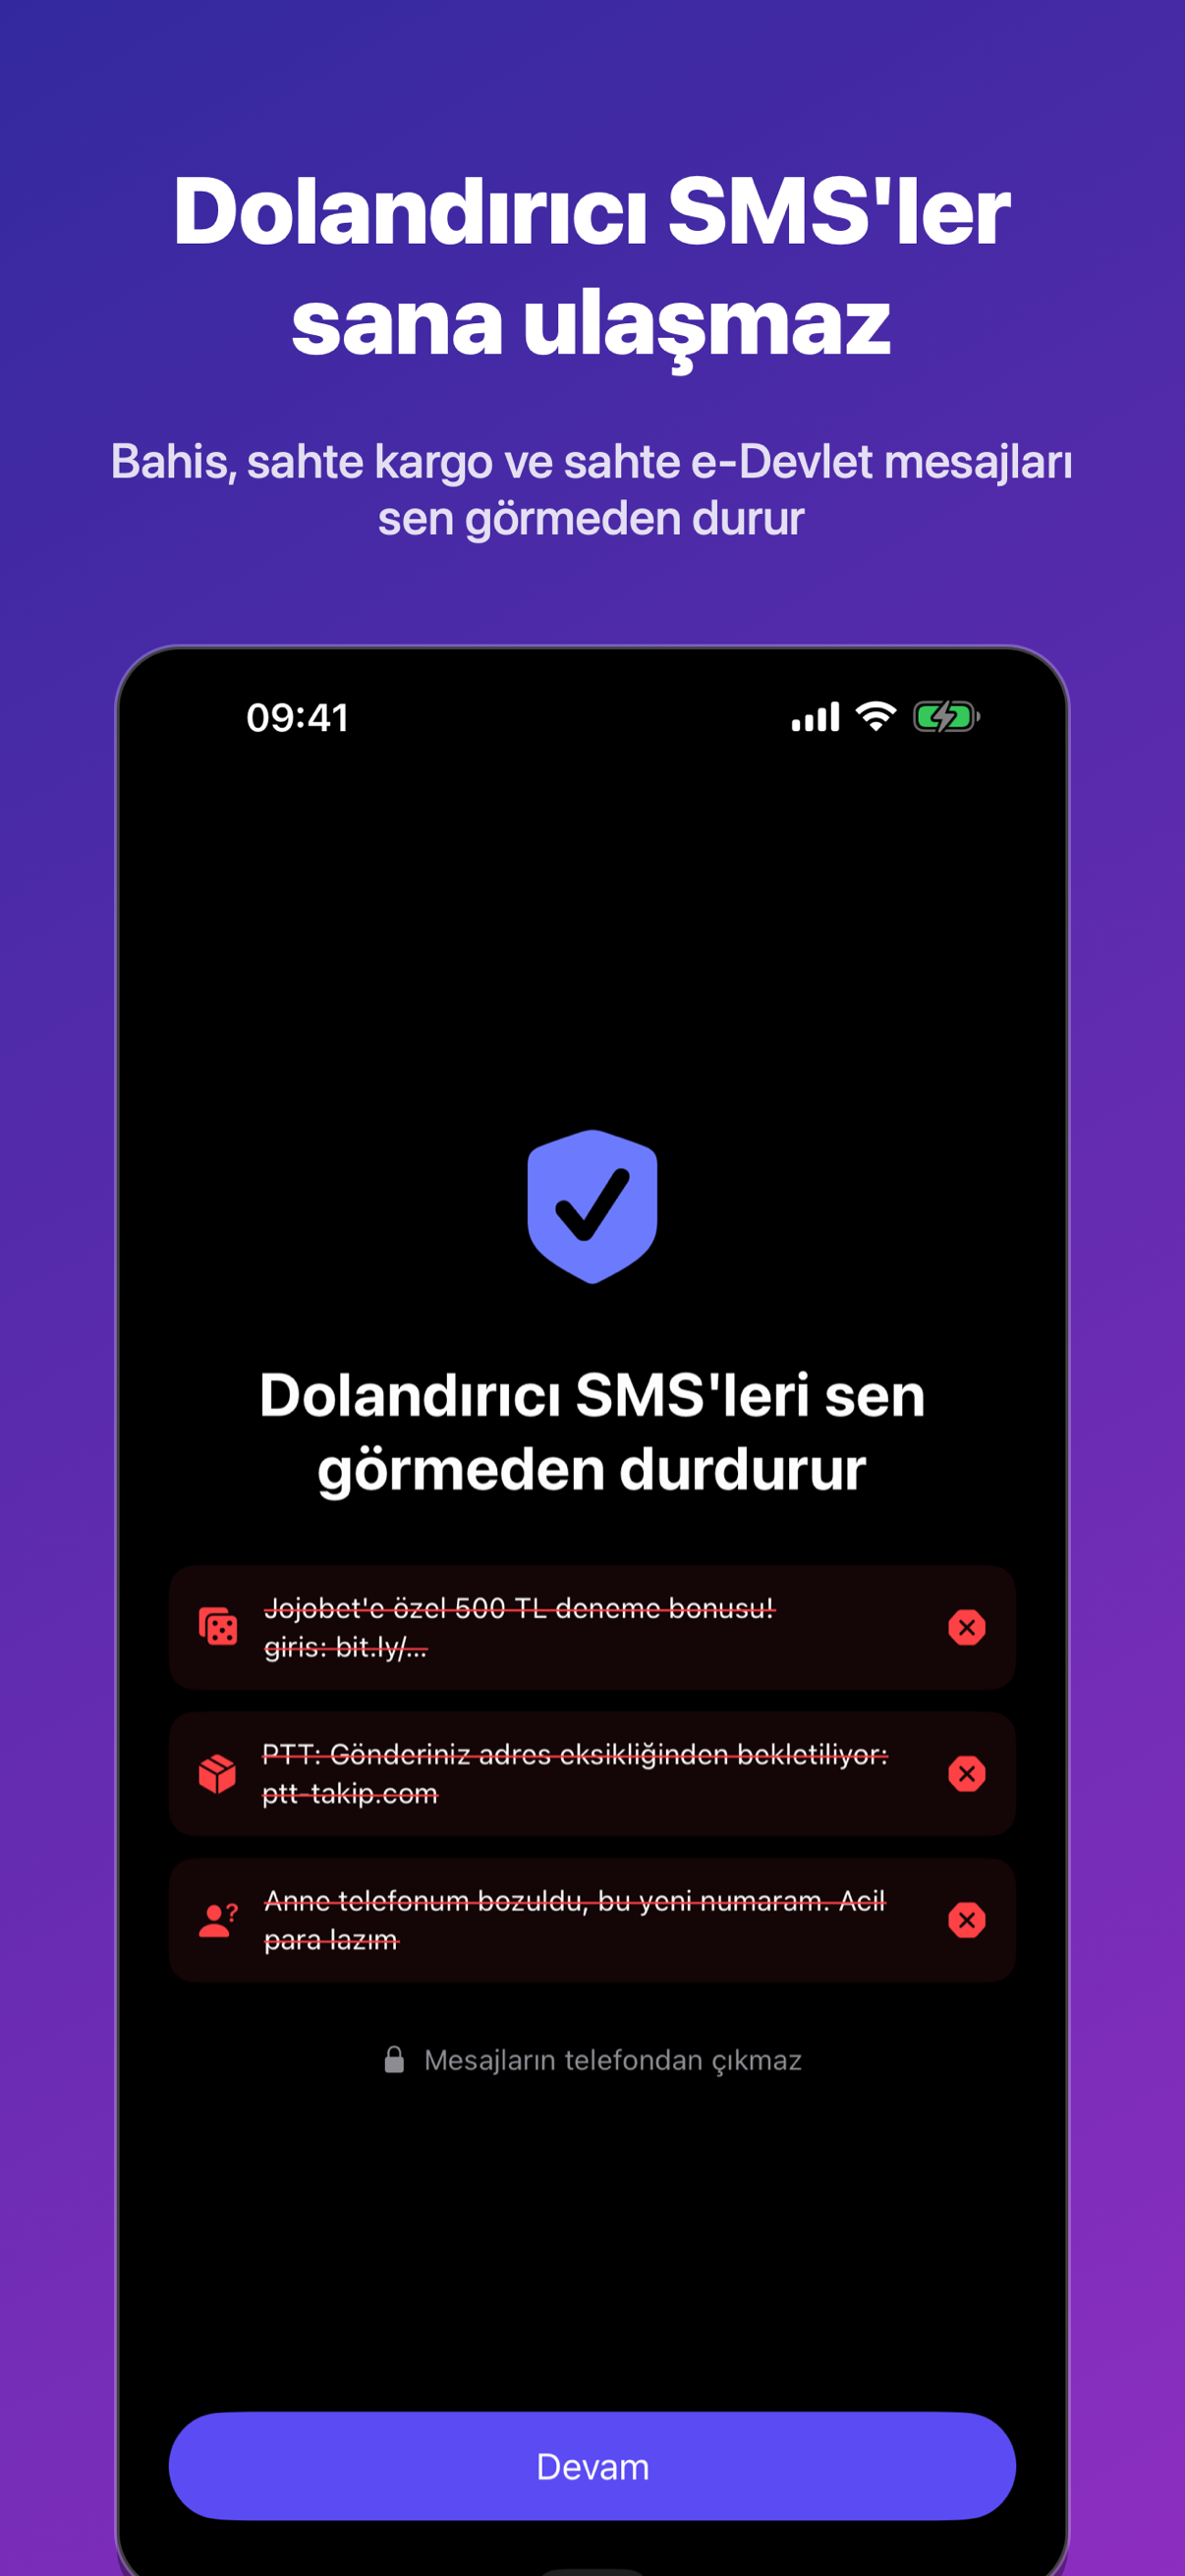 Dolandırıcı SMS'ler
sana ulaşmaz
Bahis, sahte kargo ve sahte e-Devlet mesajları
sen görmeden durur
09:41
Dolandırıcı SMS'leri sen
görmeden durdurur
Jojobet'e özel 500 TL deneme bonusu!
giris: bit.ly/...
PTT: Gönderiniz adres eksikliğinden bekletiliyor:
ptt-takip.com
Anne telefonum bozuldu, bu yeni numaram. Acil
para lazım
Mesajların telefondan çıkmaz
Devam